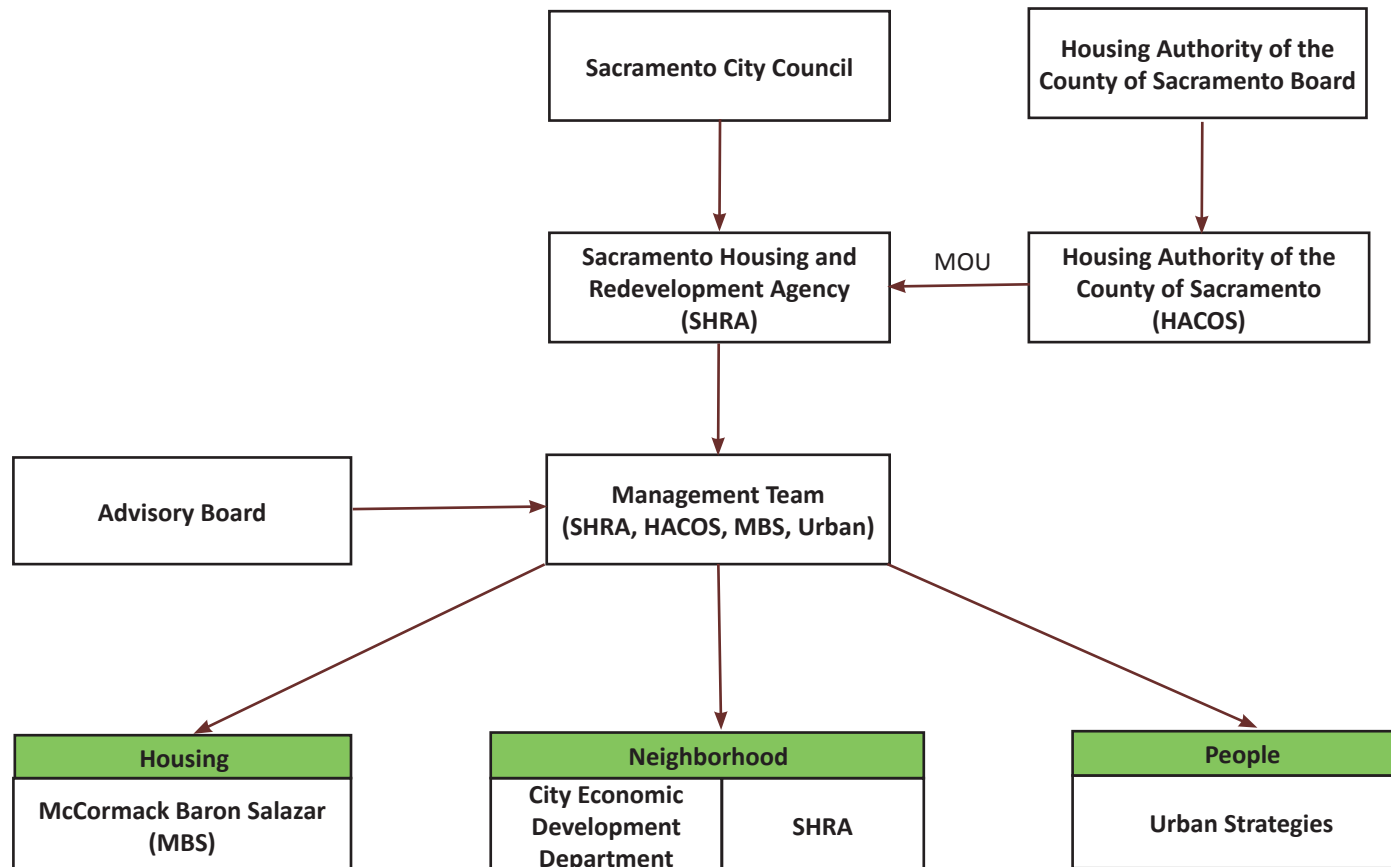 Sacramento City Council
Housing Authority of the
County of Sacramento Board
Sacramento Housing and
Redevelopment Agency
(SHRA)
MOU
Housing Authority of the
County of Sacramento
(HACOS)
Advisory Board
Management Team
(SHRA, HACOS, MBS, Urban)
Housing
McCormack Baron Salazar
(MBS)
Neighborhood
City Economic
Development
Department
SHRA
People
Urban Strategies